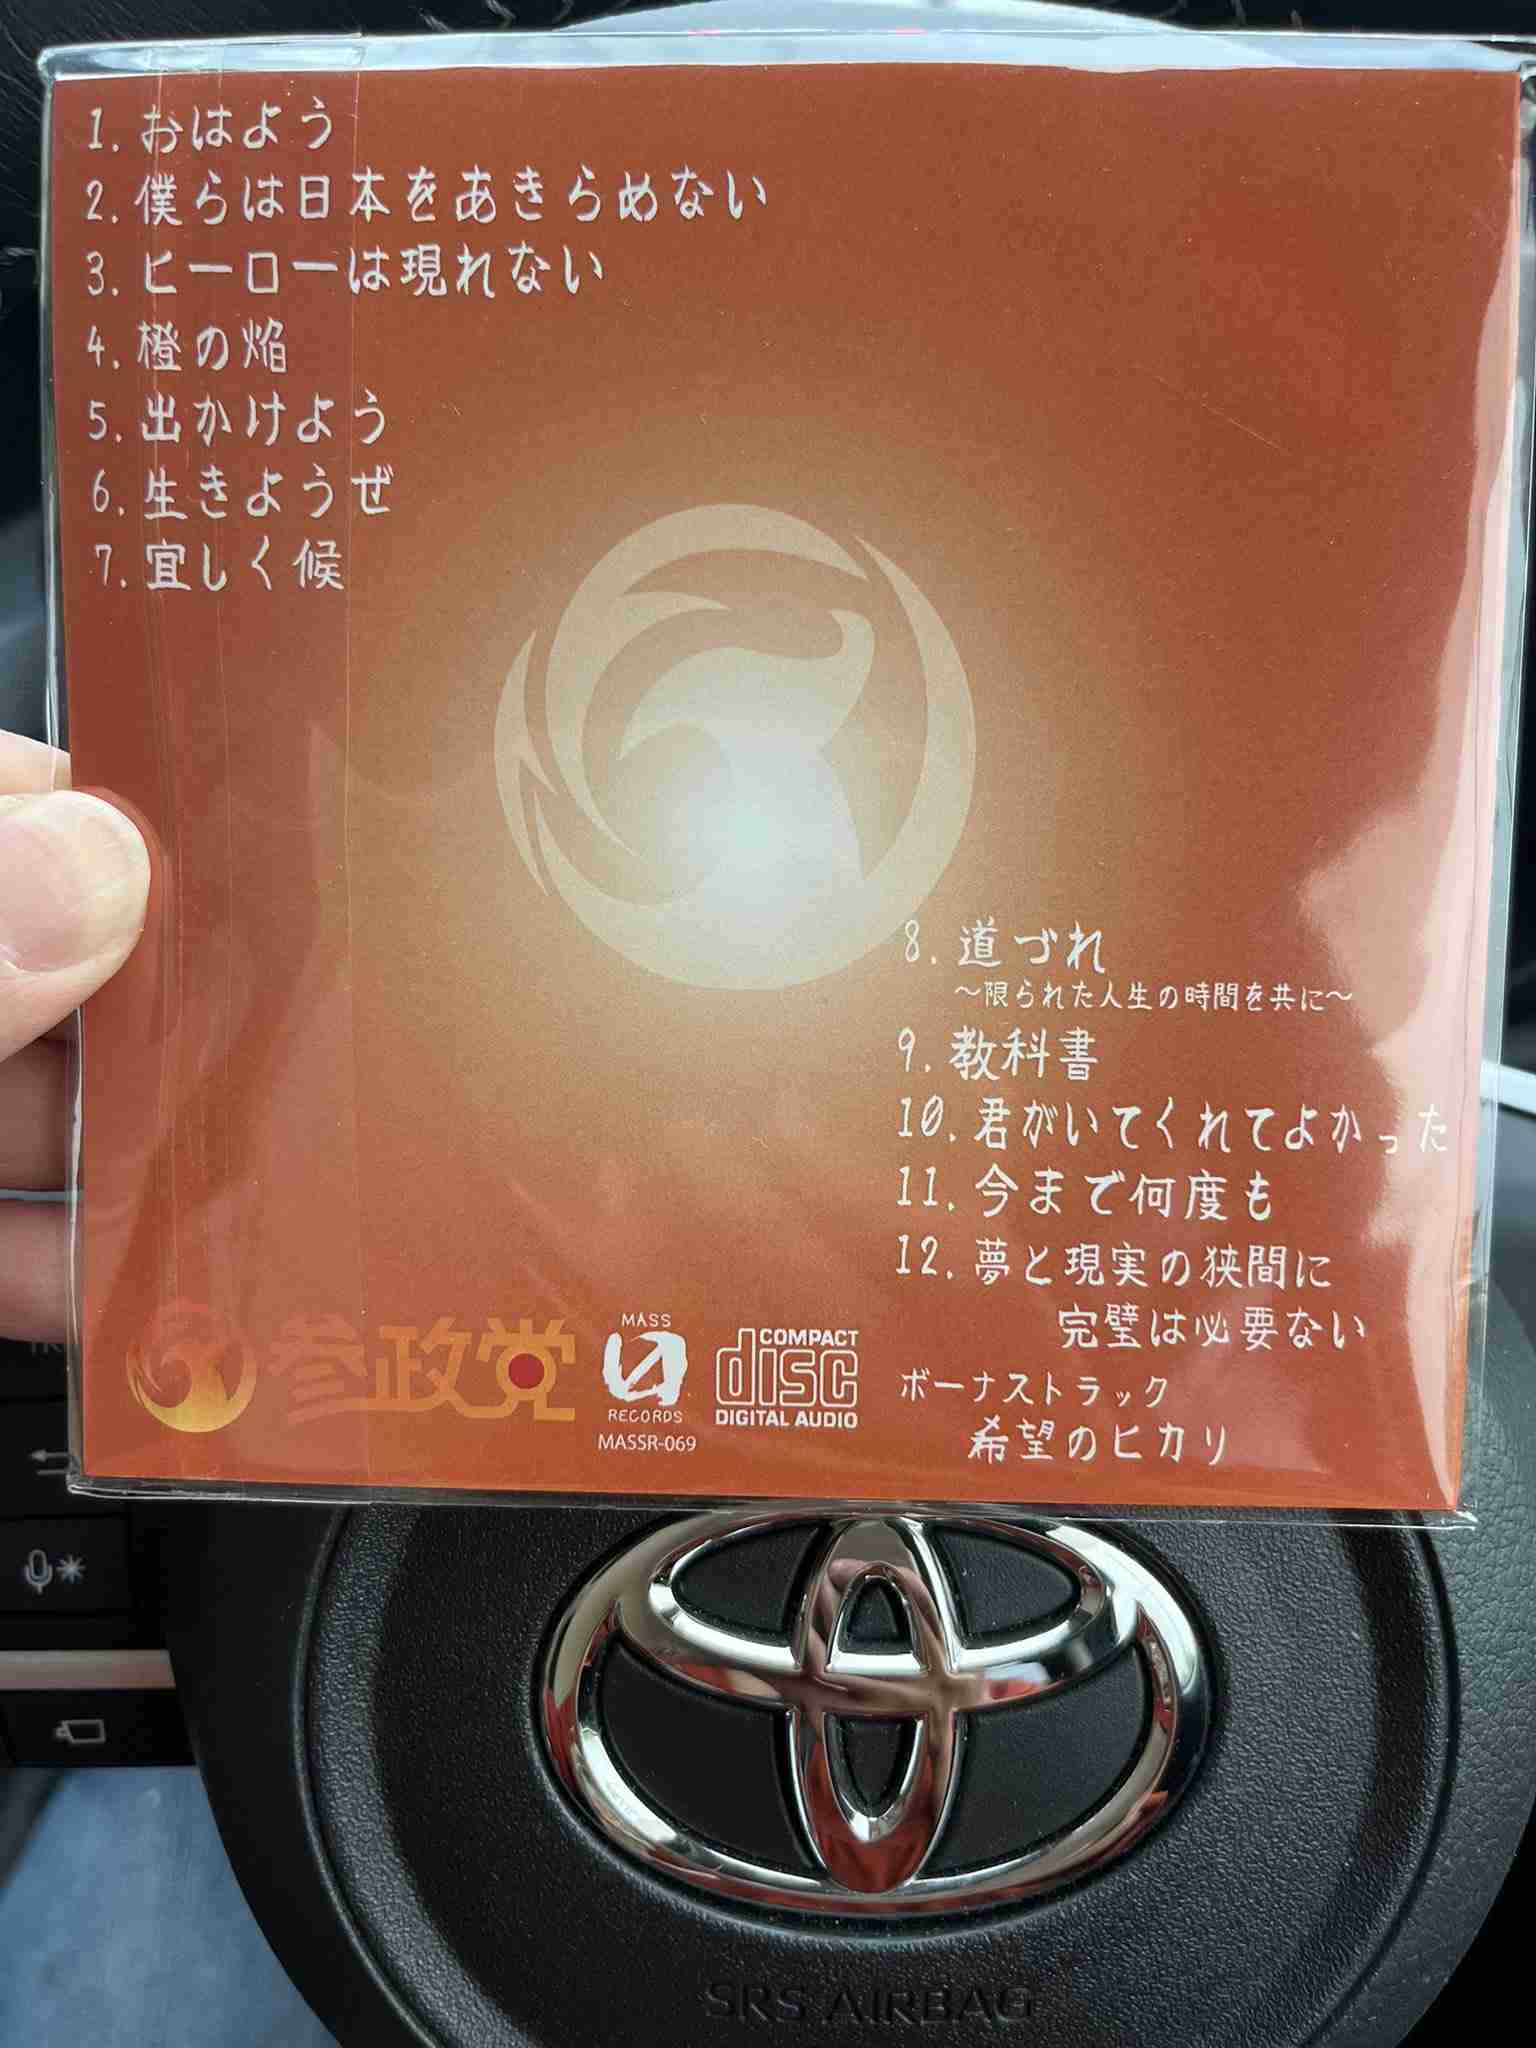 1. おはよう
2. 僕らは日本をあきらめない
3. ヒーローは現れない
4. 橙の焔
5. 出かけよう
6. 生きようぜ
7. 宜しく候
8. 道づれ
～限られた人生の時間を共に～
9. 教科書
10. 君がいてくれてよかった
11. 今まで何度も
12. 夢と現実の狭間に
完璧は必要ない
ボーナストラック
希望のヒカリ
参政党
MASS
RECORDS
MASSR-069
COMPACT
disc
DIGITAL AUDIO
SRS AIRBAG